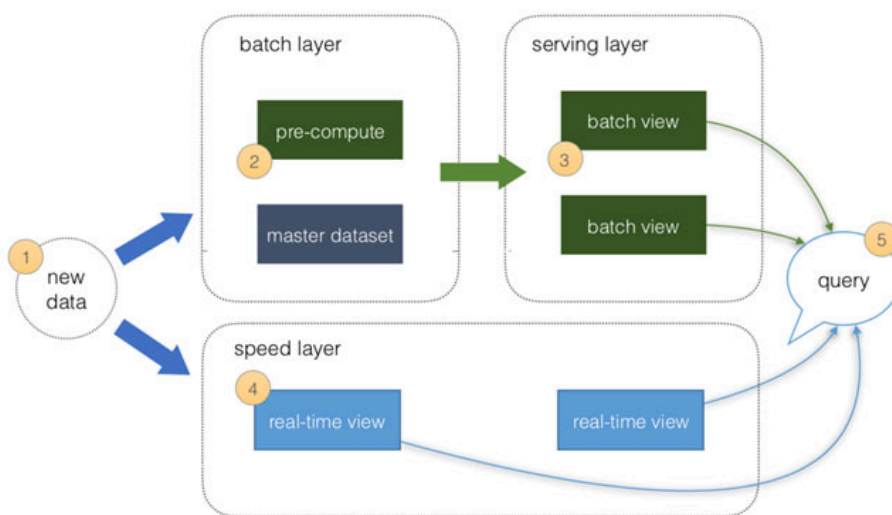 batch layer
serving layer
pre-compute
batch view
2
3
master dataset
batch view
1
new
data
5
query
speed layer
4
real-time view
real-time view